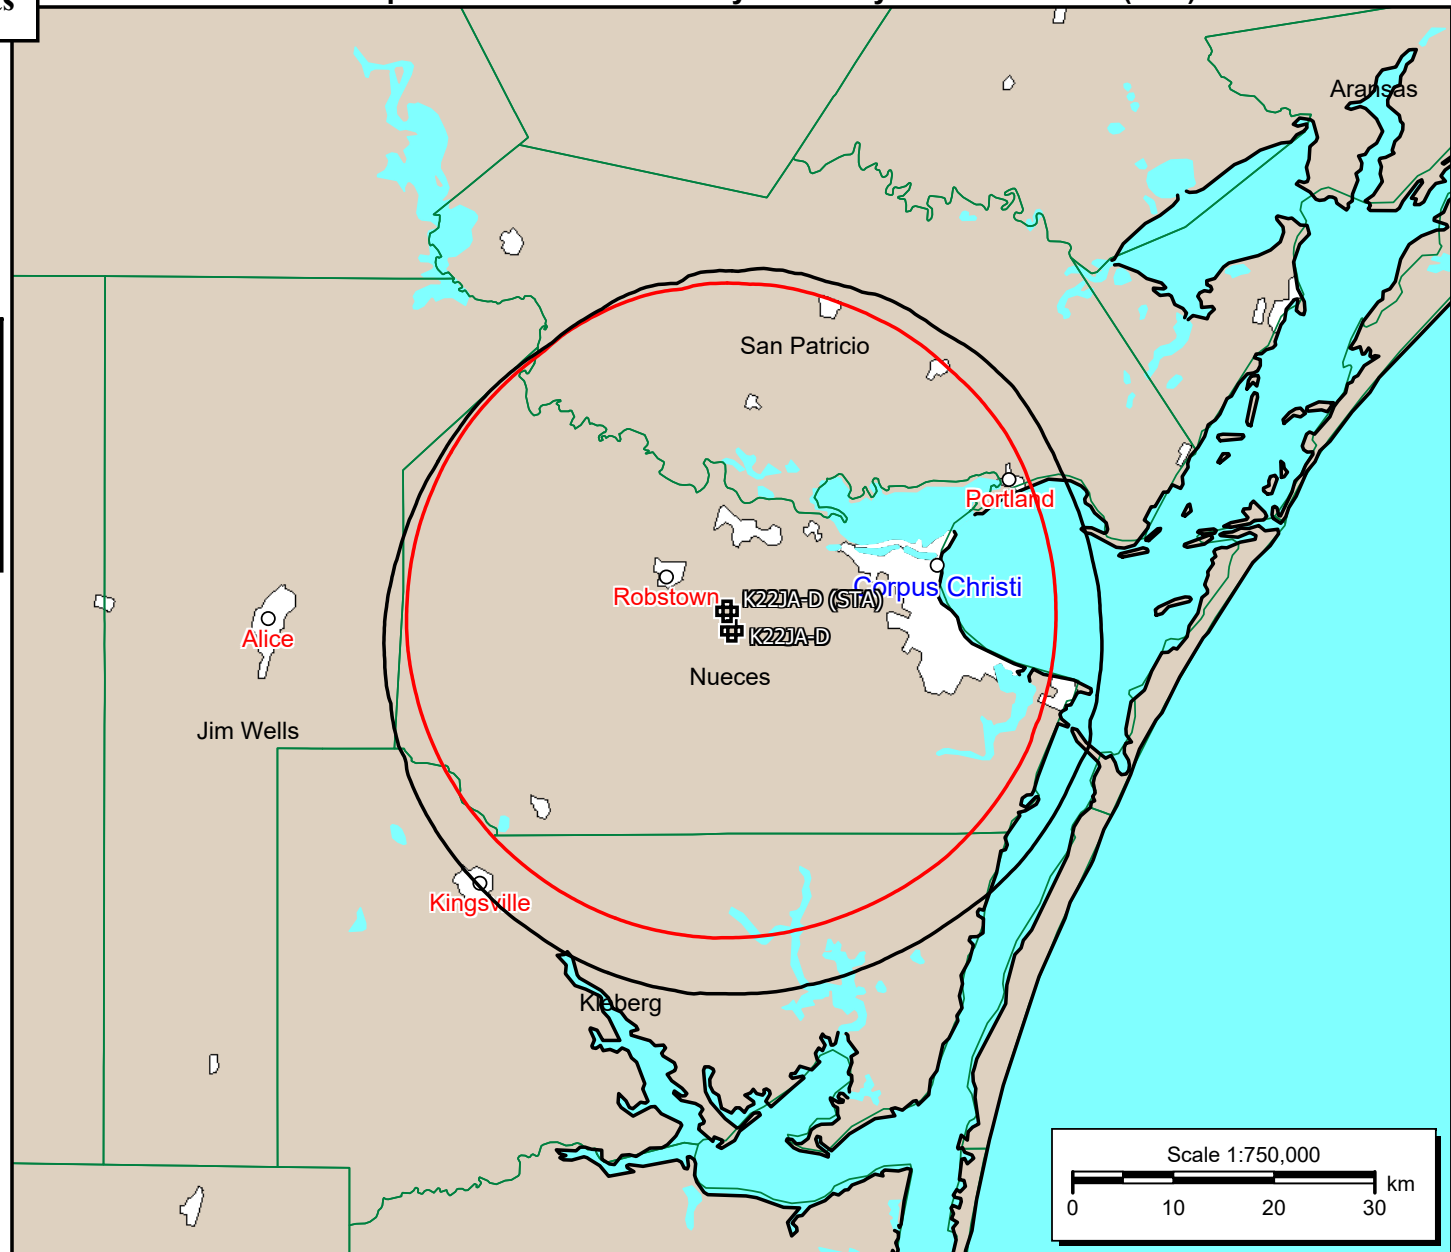 Aransas
San Patricio
Portland
Corpus Christi
Robstown
K22JA-D (STA)
K22JA-D
Alice
Nueces
Jim Wells
Kingsville
Kleberg
Scale 1:750,000
km
0 10 20 30